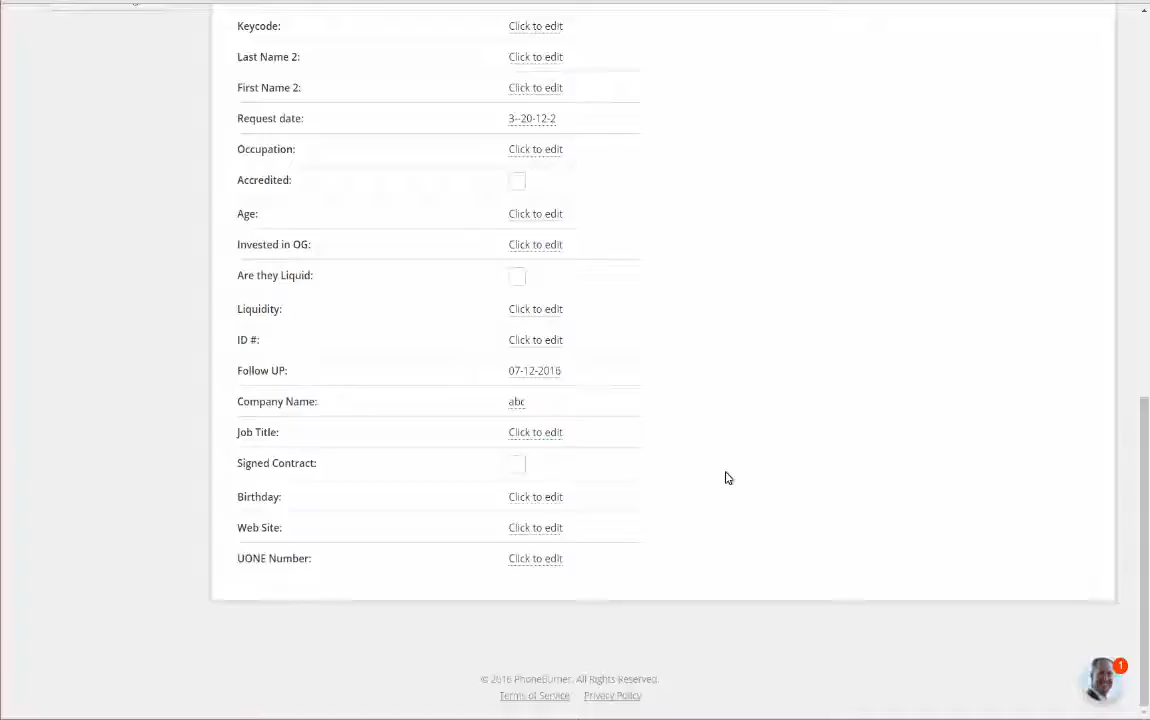 Keycode: Click to edit
Last Name 2: Click to edit
First Name 2: Click to edit
Request date: 3--20-12-2
Occupation: Click to edit
Accredited:
Age: Click to edit
Invested in OG: Click to edit
Are they Liquid:
Liquidity: Click to edit
ID #: Click to edit
Follow UP: 07-12-2016
Company Name: abc
Job Title: Click to edit
Signed Contract:
Birthday: Click to edit
Web Site: Click to edit
UONE Number: Click to edit
1
© 2016 PhoneBurner. All Rights Reserved.
Terms of Service Privacy Policy